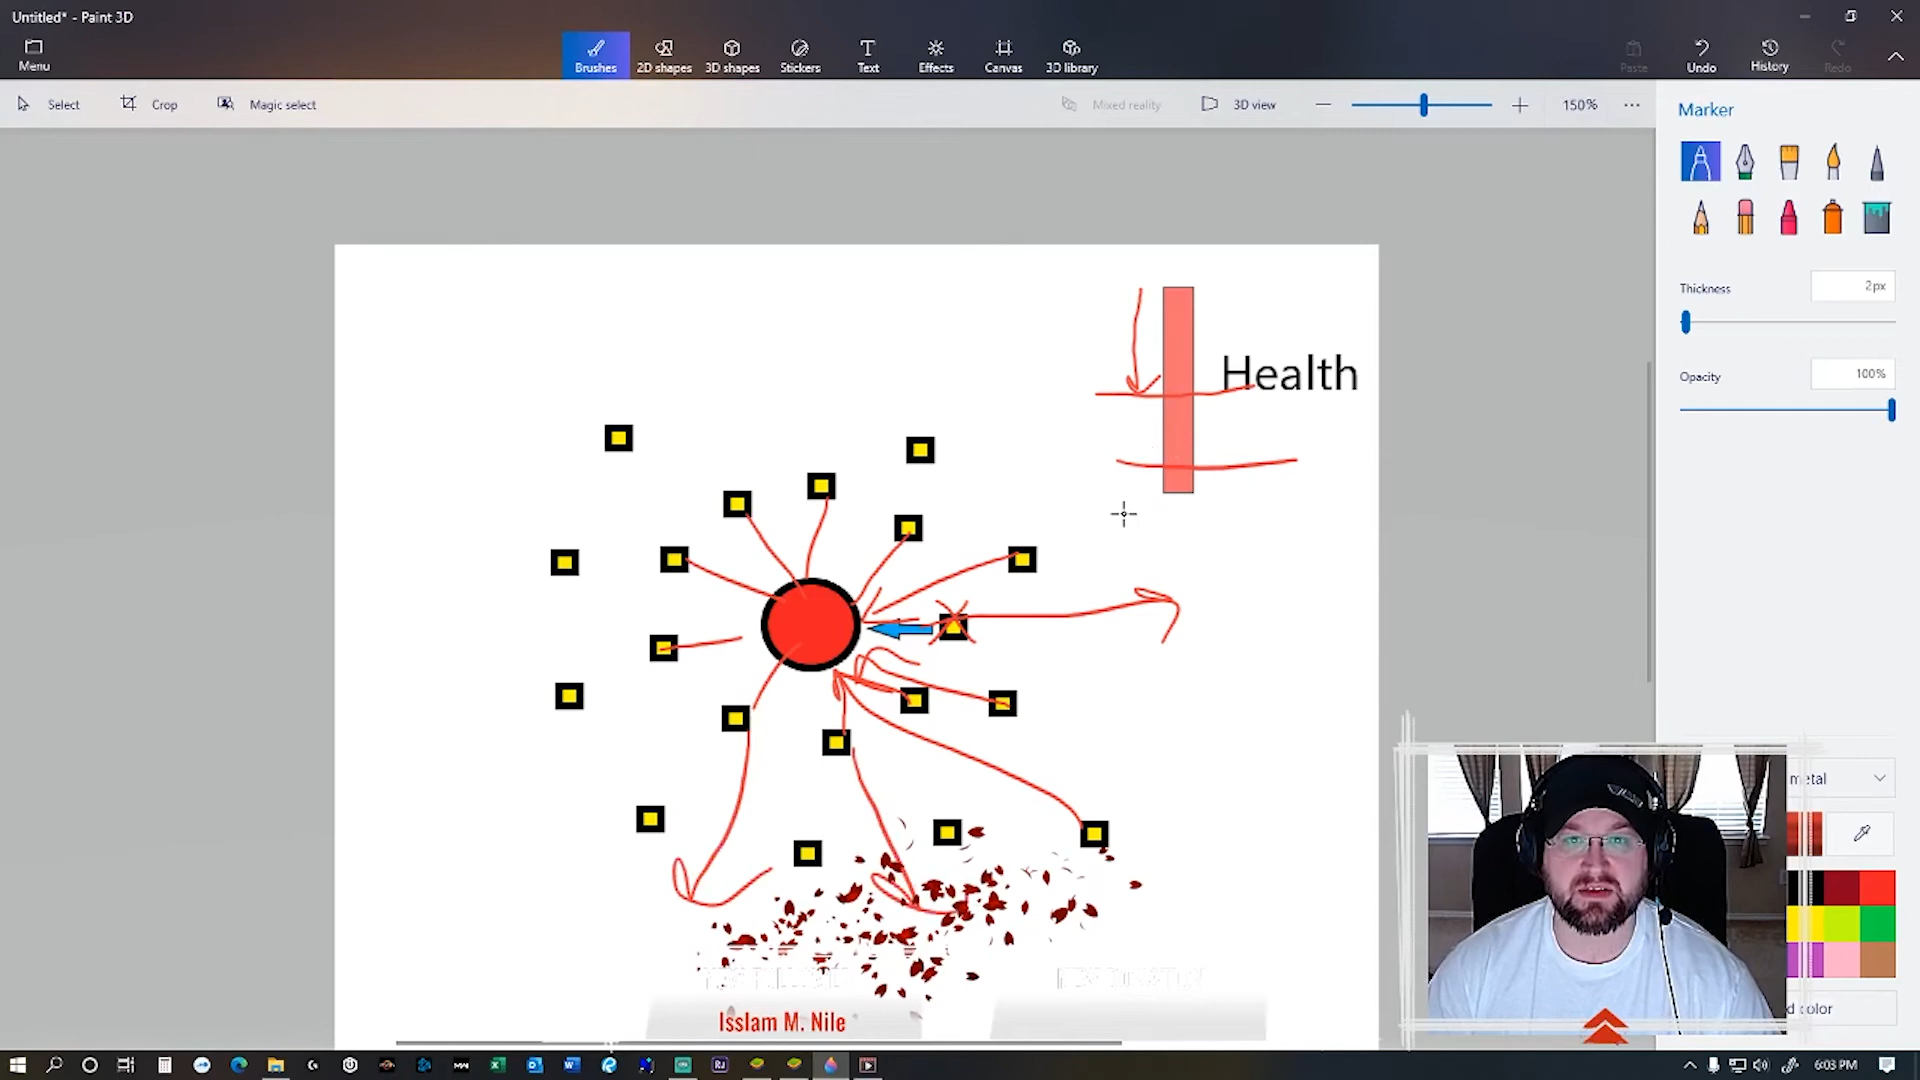 Untitled* - Paint 3D
Menu
Brushes
2D shapes
3D shapes
Stickers
Text
Effects
Canvas
3D library
Paste
Undo
History
Redo
Select
Crop
Magic select
Mixed reality
3D view
150%
Marker
Thickness
2px
Opacity
100%
Health
metal
d color
Isslam M. Nile
6:03 PM